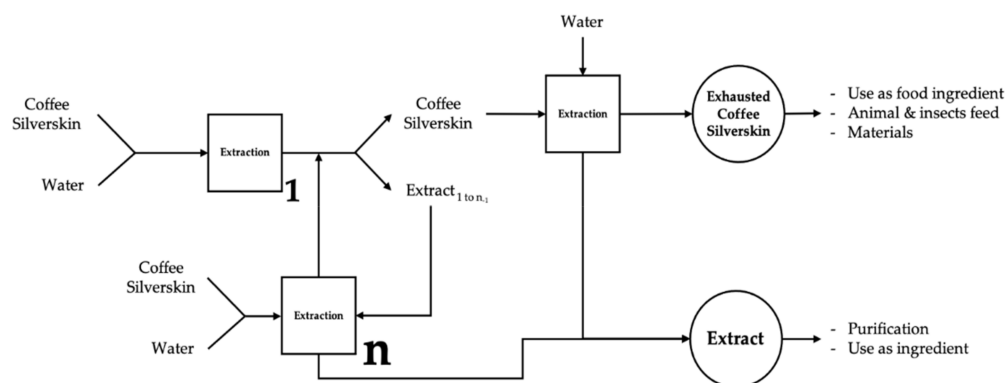 Water
Coffee
Silverskin
Water
Extraction
1
Coffee
Silverskin
Extract 1 to n-1
Extraction
Exhausted
Coffee
Silverskin
- Use as food ingredient
- Animal & insects feed
- Materials
Coffee
Silverskin
Water
Extraction
n
Extract
- Purification
- Use as ingredient